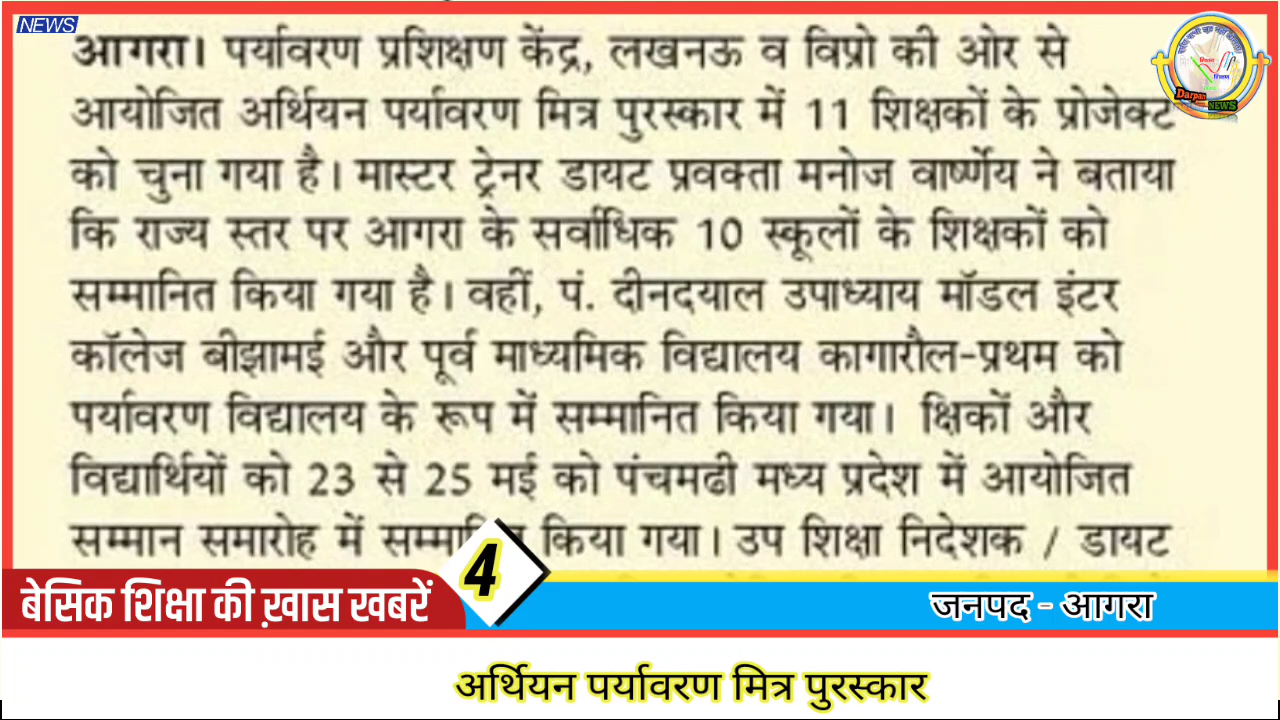 NEWS
आगरा। पर्यावरण प्रशिक्षण केंद्र, लखनऊ व विप्रो की ओर से
आयोजित अर्थियन पर्यावरण मित्र पुरस्कार में 11 शिक्षकों के प्रोजेक्ट
को चुना गया है। मास्टर ट्रेनर डायट प्रवक्ता मनोज वार्ष्णेय ने बताया
कि राज्य स्तर पर आगरा के सर्वाधिक 10 स्कूलों के शिक्षकों को
सम्मानित किया गया है। वहीं, पं. दीनदयाल उपाध्याय मॉडल इंटर
कॉलेज बीझामई और पूर्व माध्यमिक विद्यालय कागारौल-प्रथम को
पर्यावरण विद्यालय के रूप में सम्मानित किया गया। क्षिकों और
विद्यार्थियों को 23 से 25 मई को पंचमढी मध्य प्रदेश में आयोजित
सम्मान समारोह में सम्मानित किया गया। उप शिक्षा निदेशक / डायट
Darpan
NEWS
4
बेसिक शिक्षा की ख़ास खबरें
जनपद - आगरा
अर्थियन पर्यावरण मित्र पुरस्कार